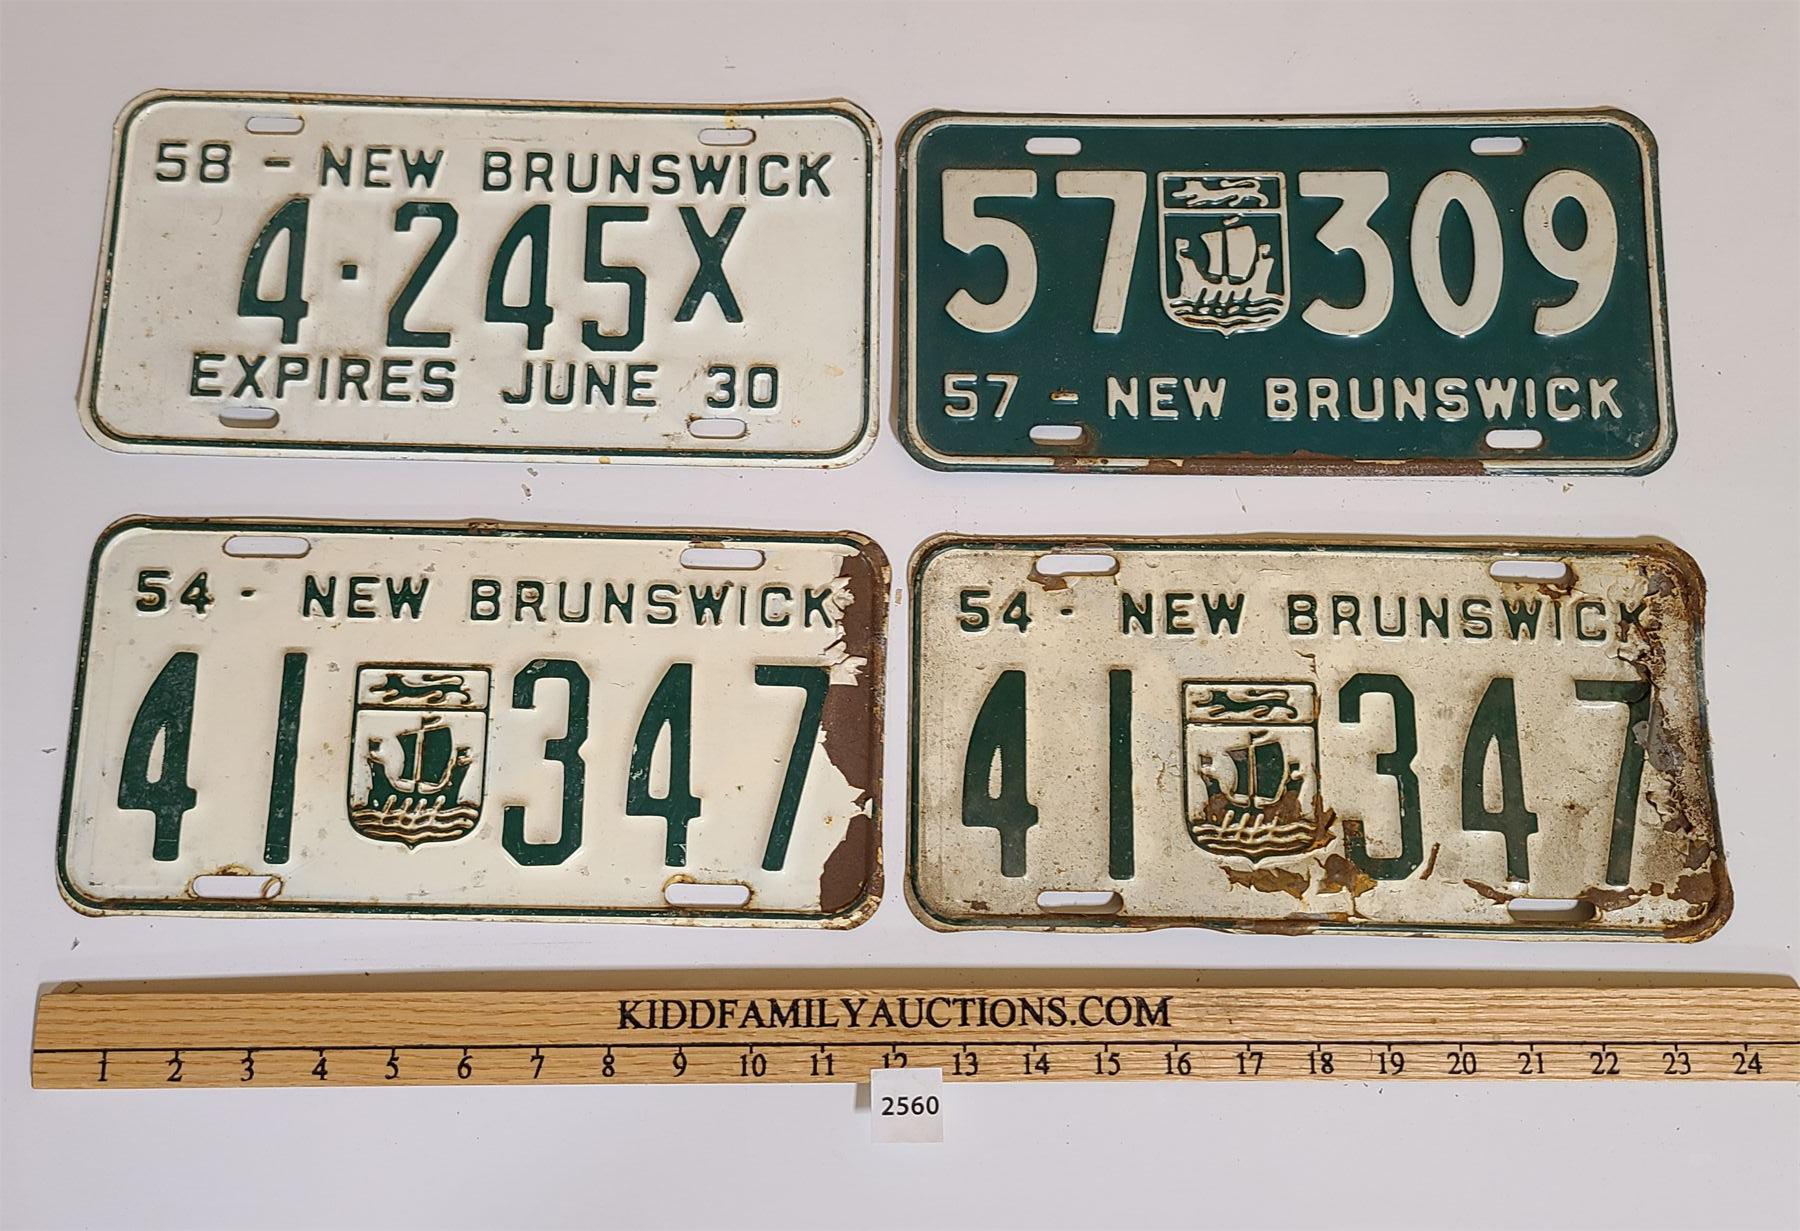 58 - NEW BRUNSWICK
4·245X
EXPIRES JUNE 30
57 309
57 - NEW BRUNSWICK
54 - NEW BRUNSWICK
41 347
54 - NEW BRUNSWICK
41 347
KIDDFAMILYAUCTIONS.COM
1 2 3 4 5 6 7 8 9 10 11 12 13 14 15 16 17 18 19 20 21 22 23 24
2560